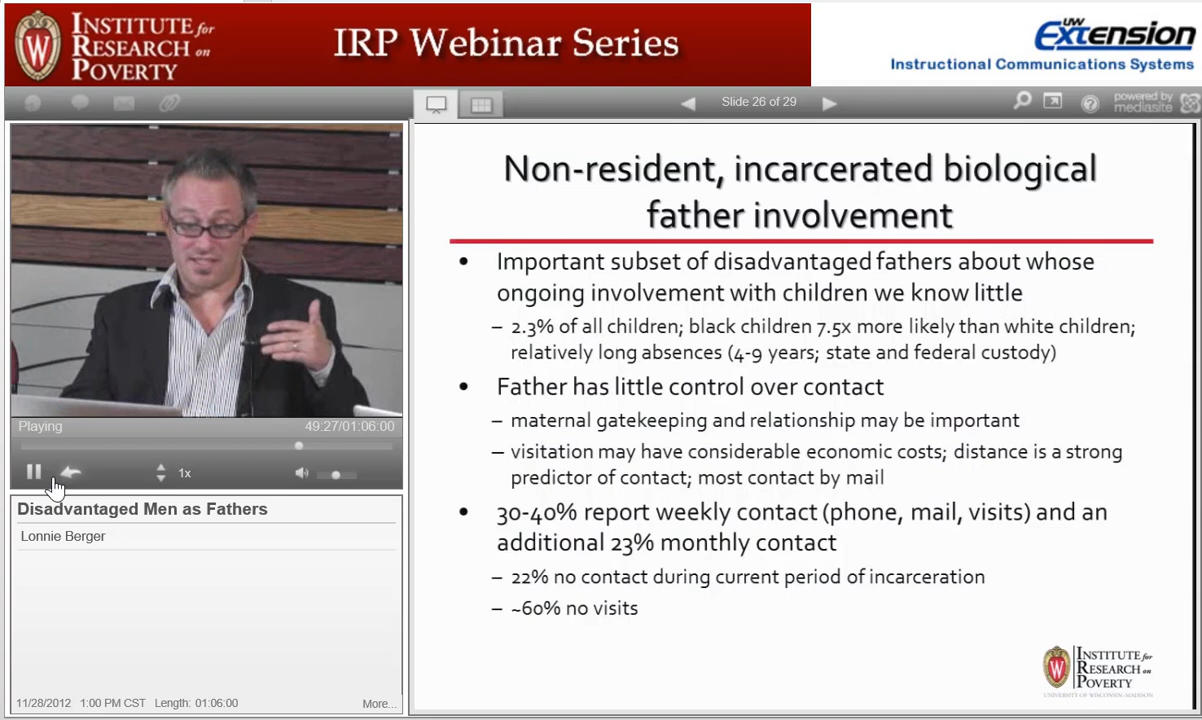 INSTITUTE for
RESEARCH on
POVERTY
IRP Webinar Series
UW
Extension
Instructional Communications Systems
Slide 26 of 29
powered by
mediasite
Non-resident, incarcerated biological
father involvement
• Important subset of disadvantaged fathers about whose
ongoing involvement with children we know little
– 2.3% of all children; black children 7.5x more likely than white children;
relatively long absences (4-9 years; state and federal custody)
• Father has little control over contact
– maternal gatekeeping and relationship may be important
– visitation may have considerable economic costs; distance is a strong
predictor of contact; most contact by mail
• 30-40% report weekly contact (phone, mail, visits) and an
additional 23% monthly contact
– 22% no contact during current period of incarceration
– ~60% no visits
INSTITUTE for
RESEARCH on
POVERTY
UNIVERSITY OF WISCONSIN-MADISON
Playing
49:27/01:06:00
1x
Disadvantaged Men as Fathers
Lonnie Berger
11/28/2012 1:00 PM CST Length: 01:06:00
More...